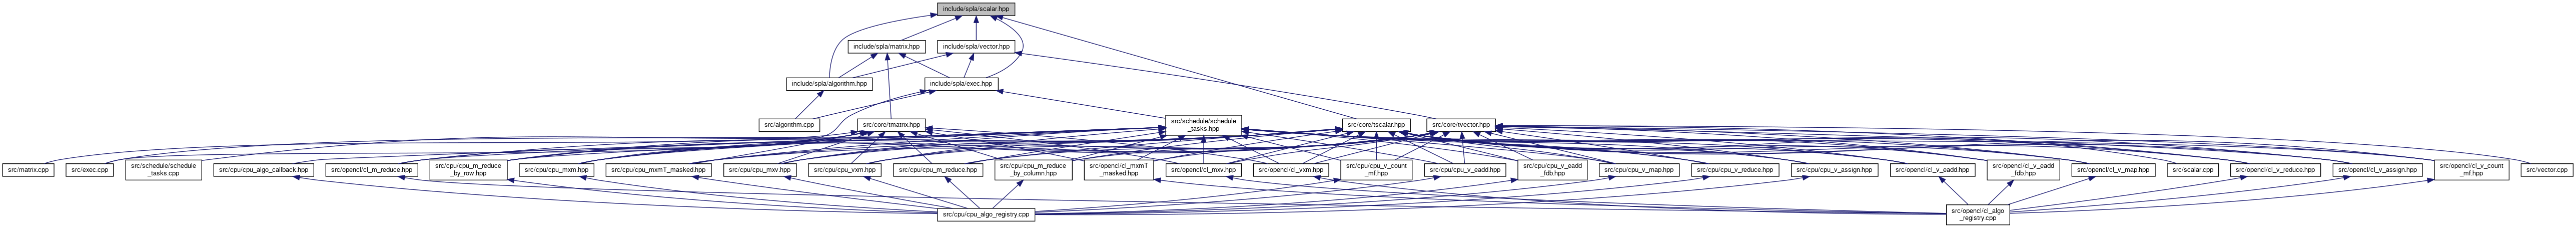 include/spla/scalar.hpp
include/spla/matrix.hpp
include/spla/vector.hpp
include/spla/algorithm.hpp
include/spla/exec.hpp
src/algorithm.cpp
src/core/tmatrix.hpp
src/schedule/schedule
_tasks.hpp
src/core/tscalar.hpp
src/core/tvector.hpp
src/matrix.cpp
src/exec.cpp
src/schedule/schedule
_tasks.cpp
src/cpu/cpu_algo_callback.hpp
src/opencl/cl_m_reduce.hpp
src/cpu/cpu_m_reduce
_by_row.hpp
src/cpu/cpu_mxm.hpp
src/cpu/cpu_mxmT_masked.hpp
src/cpu/cpu_mxv.hpp
src/cpu/cpu_vxm.hpp
src/cpu/cpu_m_reduce.hpp
src/cpu/cpu_m_reduce
_by_column.hpp
src/opencl/cl_mxmT
_masked.hpp
src/opencl/cl_mxv.hpp
src/opencl/cl_vxm.hpp
src/cpu/cpu_v_count
_mf.hpp
src/cpu/cpu_v_eadd.hpp
src/cpu/cpu_v_eadd
_fdb.hpp
src/cpu/cpu_v_map.hpp
src/cpu/cpu_v_reduce.hpp
src/cpu/cpu_v_assign.hpp
src/opencl/cl_v_eadd.hpp
src/opencl/cl_v_eadd
_fdb.hpp
src/opencl/cl_v_map.hpp
src/scalar.cpp
src/opencl/cl_v_reduce.hpp
src/opencl/cl_v_assign.hpp
src/opencl/cl_v_count
_mf.hpp
src/vector.cpp
src/cpu/cpu_algo_registry.cpp
src/opencl/cl_algo
_registry.cpp